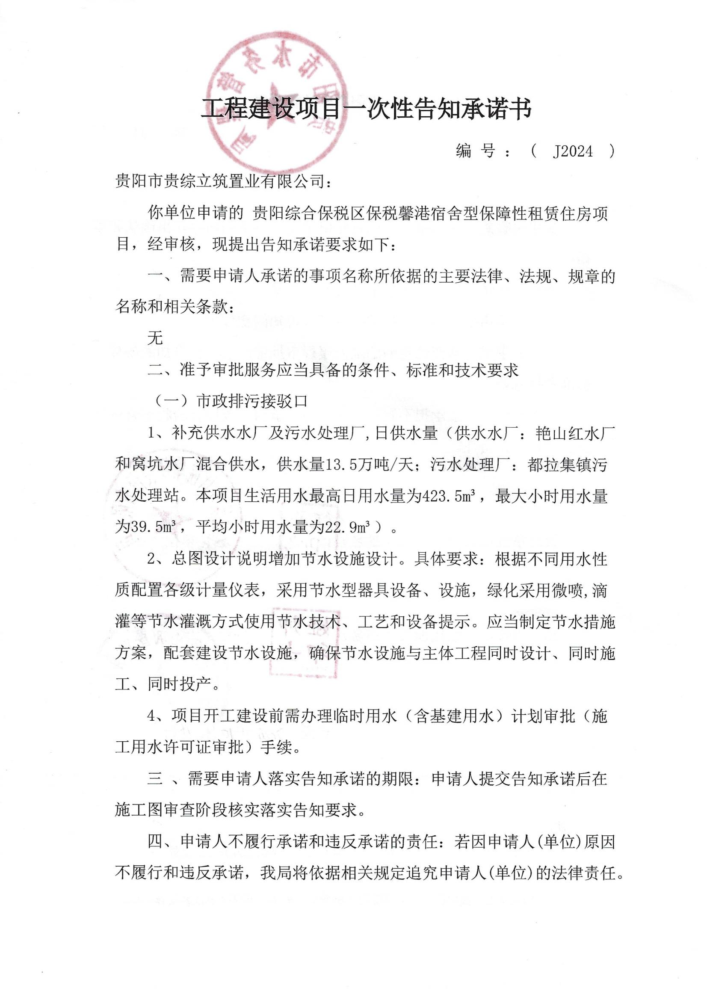 工程建设项目一次性告知承诺书
编 号 ：（ J2024 ）
贵阳市贵综立筑置业有限公司：
你单位申请的 贵阳综合保税区保税馨港宿舍型保障性租赁住房项
目，经审核，现提出告知承诺要求如下：
一、需要申请人承诺的事项名称所依据的主要法律、法规、规章的
名称和相关条款：
无
二、准予审批服务应当具备的条件、标准和技术要求
（一）市政排污接驳口
1、补充供水水厂及污水处理厂,日供水量（供水水厂：艳山红水厂
和窝坑水厂混合供水，供水量13.5万吨/天；污水处理厂：都拉集镇污
水处理站。本项目生活用水最高日用水量为423.5m³，最大小时用水量
为39.5m³，平均小时用水量为22.9m³）。
2、总图设计说明增加节水设施设计。具体要求：根据不同用水性
质配置各级计量仪表，采用节水型器具设备、设施，绿化采用微喷,滴
灌等节水灌溉方式使用节水技术、工艺和设备提示。应当制定节水措施
方案，配套建设节水设施，确保节水设施与主体工程同时设计、同时施
工、同时投产。
4、项目开工建设前需办理临时用水（含基建用水）计划审批（施
工用水许可证审批）手续。
三 、需要申请人落实告知承诺的期限：申请人提交告知承诺后在
施工图审查阶段核实落实告知要求。
四、申请人不履行承诺和违反承诺的责任：若因申请人(单位)原因
不履行和违反承诺，我局将依据相关规定追究申请人(单位)的法律责任。